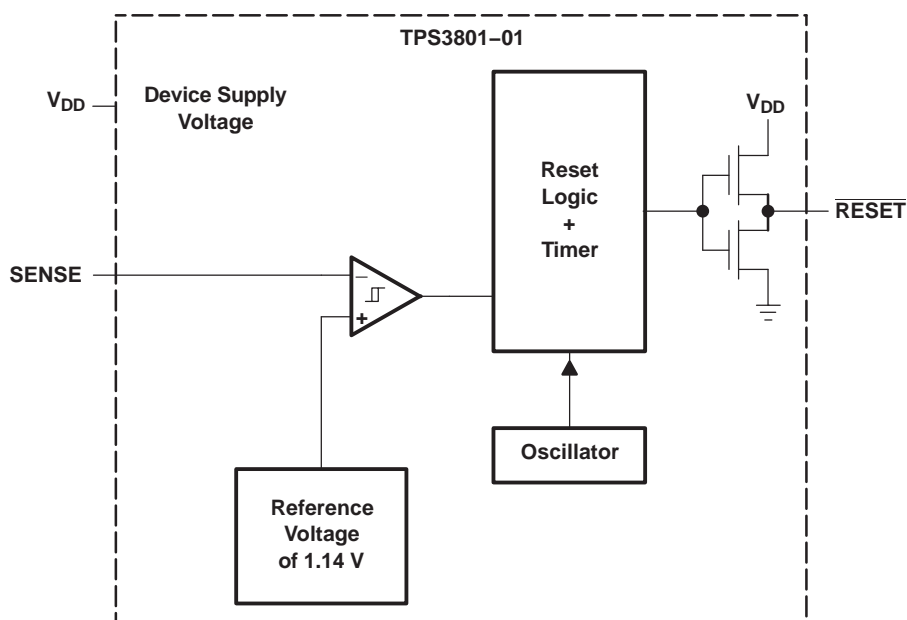 TPS3801–01
VDD
Device Supply
Voltage
VDD
Reset
Logic
+
Timer
RESET
SENSE
–
+
Oscillator
Reference
Voltage
of 1.14 V